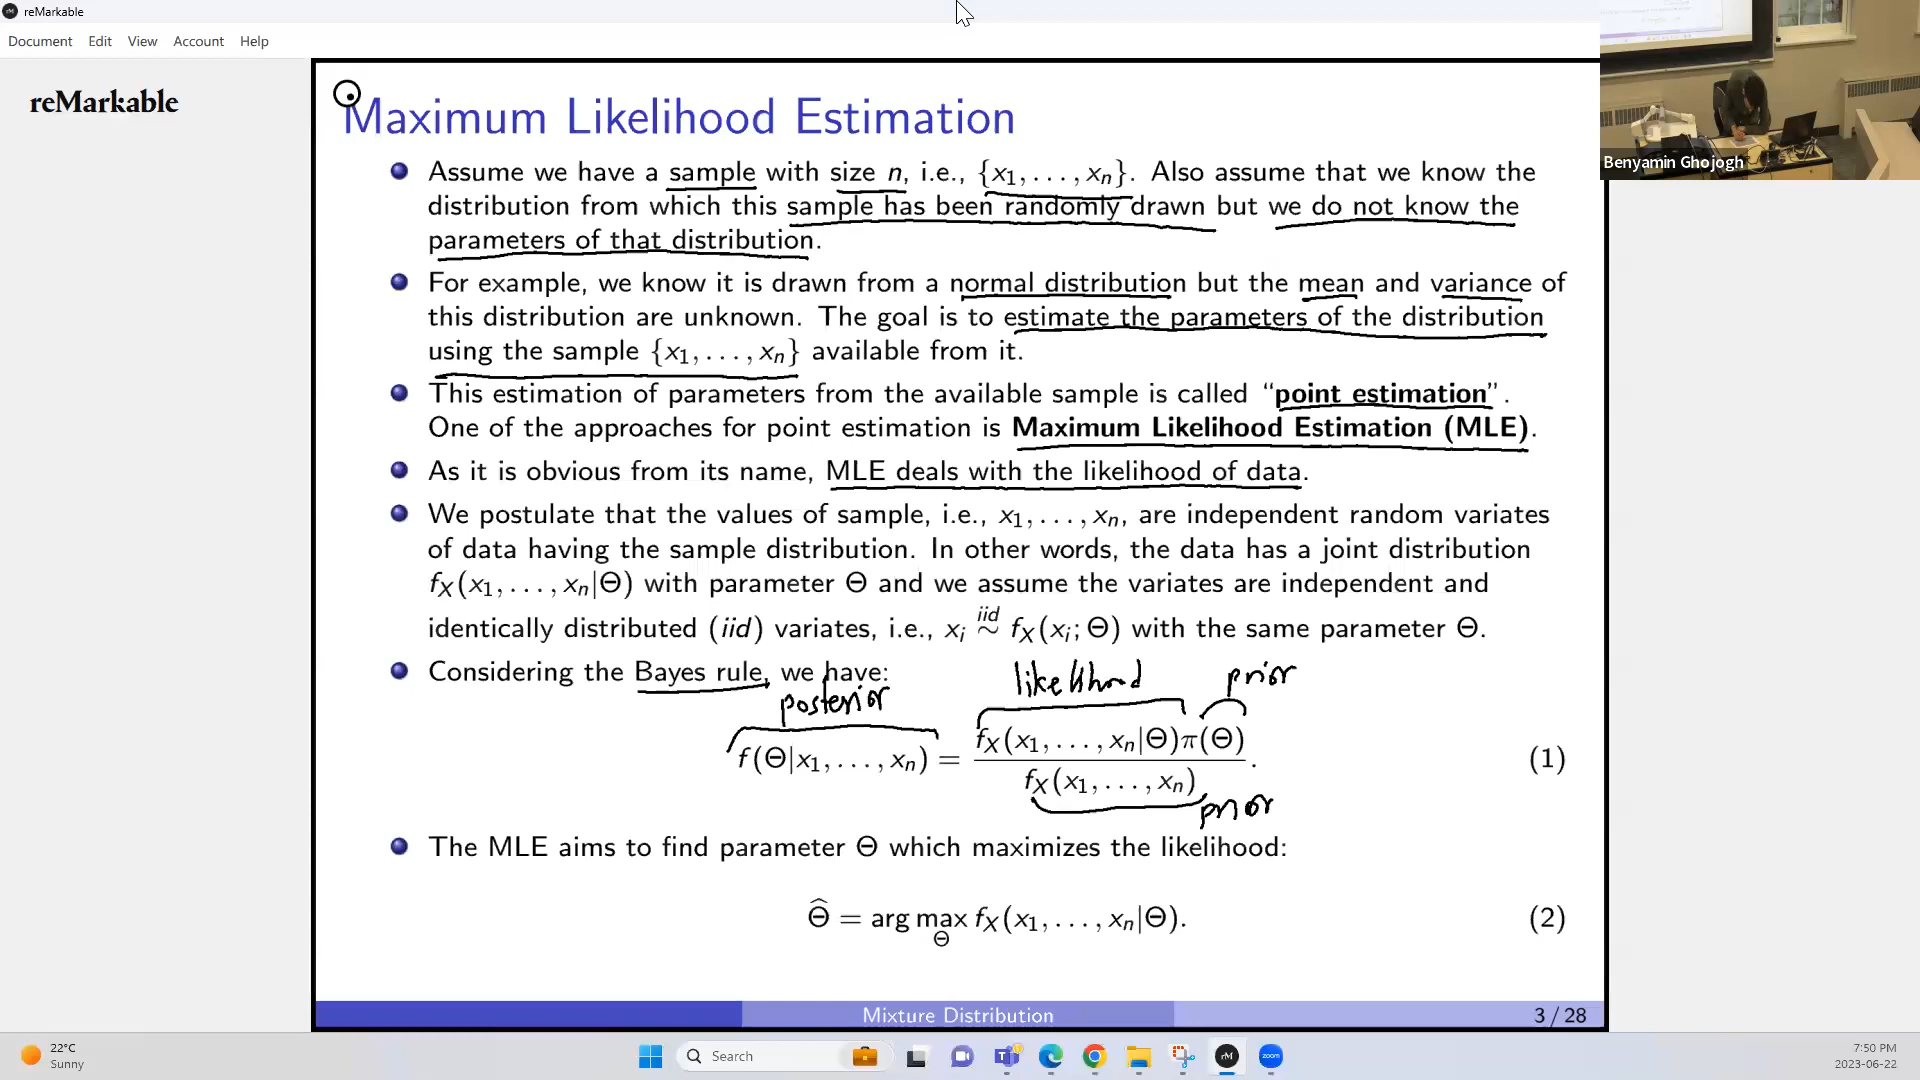 reMarkable
Document Edit View Account Help
reMarkable
Benyamin Ghojogh
Maximum Likelihood Estimation
Assume we have a sample with size n, i.e., {x₁, . . . , xₙ}. Also assume that we know the
distribution from which this sample has been randomly drawn but we do not know the
parameters of that distribution.
For example, we know it is drawn from a normal distribution but the mean and variance of
this distribution are unknown. The goal is to estimate the parameters of the distribution
using the sample {x₁, . . . , xₙ} available from it.
This estimation of parameters from the available sample is called “point estimation”.
One of the approaches for point estimation is Maximum Likelihood Estimation (MLE).
As it is obvious from its name, MLE deals with the likelihood of data.
We postulate that the values of sample, i.e., x₁, . . . , xₙ, are independent random variates
of data having the sample distribution. In other words, the data has a joint distribution
f_X(x₁, . . . , xₙ|Θ) with parameter Θ and we assume the variates are independent and
identically distributed (iid) variates, i.e., xᵢ iid ∼ f_X(xᵢ; Θ) with the same parameter Θ.
Considering the Bayes rule, we have:
posterior likelihood prior
f(Θ|x₁, . . . , xₙ) = f_X(x₁, . . . , xₙ|Θ)π(Θ) / f_X(x₁, . . . , xₙ) . (1)
prior
The MLE aims to find parameter Θ which maximizes the likelihood:
Θ̂ = arg max_Θ f_X(x₁, . . . , xₙ|Θ). (2)
Mixture Distribution 3 / 28
22°C
Sunny
Search
rM
zoom
7:50 PM
2023-06-22